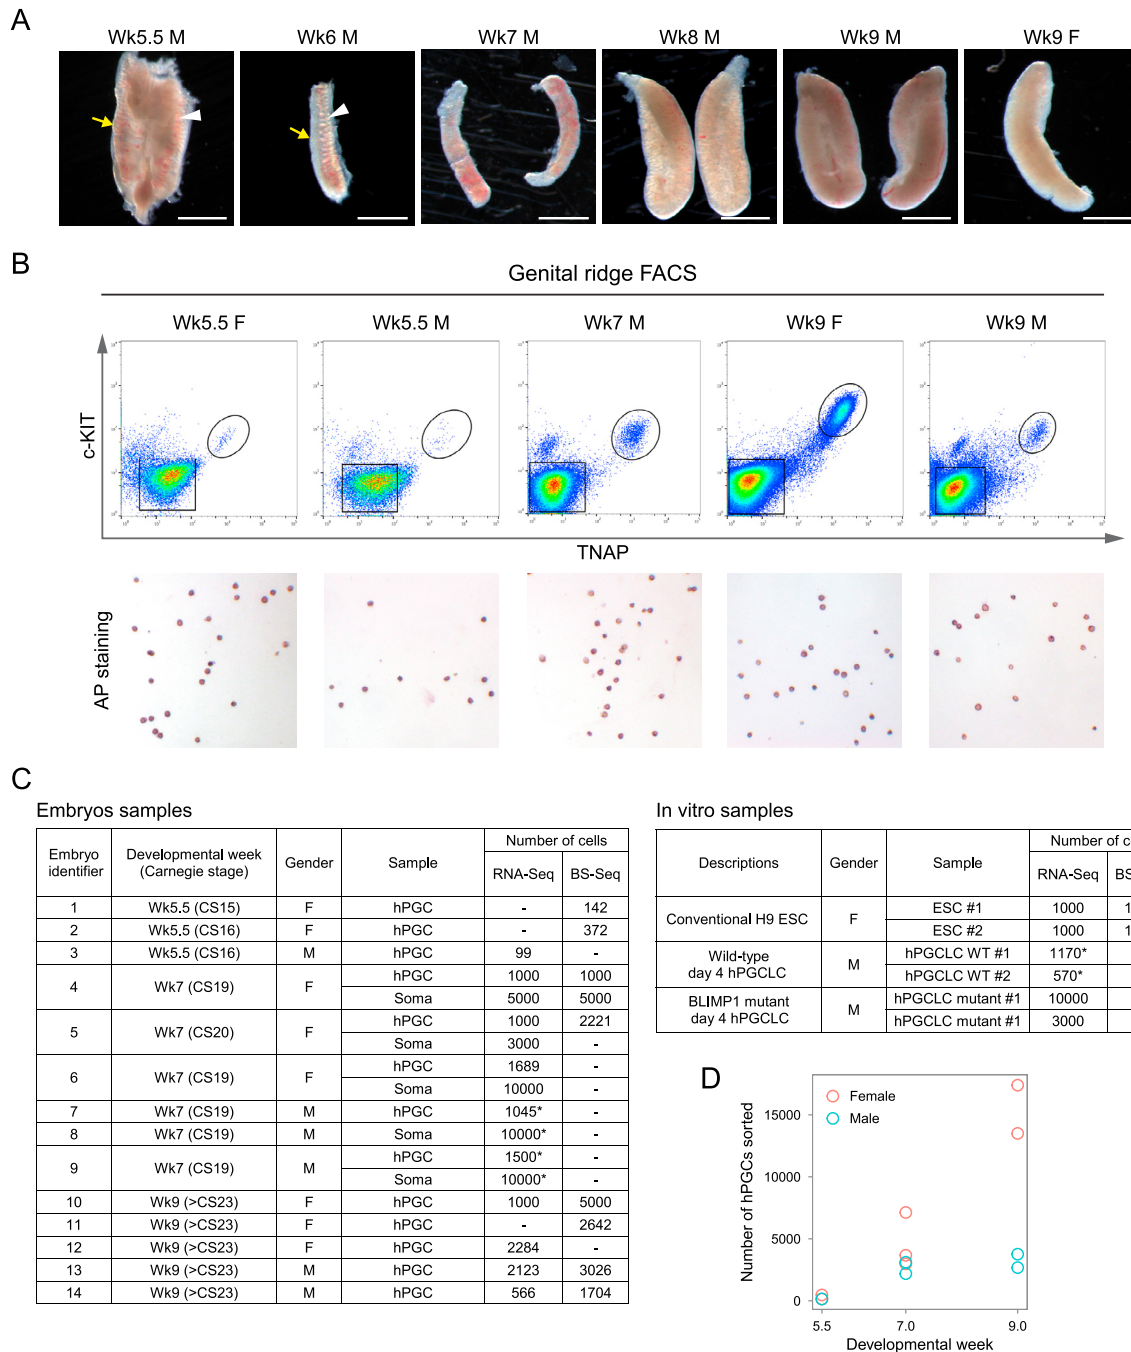 A
Wk5.5 M
Wk6 M
Wk7 M
Wk8 M
Wk9 M
Wk9 F
B
Genital ridge FACS
Wk5.5 F
Wk5.5 M
Wk7 M
Wk9 F
Wk9 M
c-KIT
TNAP
AP staining
C
Embryos samples
Embryo identifier | Developmental week (Carnegie stage) | Gender | Sample | Number of cells
RNA-Seq | BS-Seq
1 | Wk5.5 (CS15) | F | hPGC | - | 142
2 | Wk5.5 (CS16) | F | hPGC | - | 372
3 | Wk5.5 (CS16) | M | hPGC | 99 | -
4 | Wk7 (CS19) | F | hPGC | 1000 | 1000
Soma | 5000 | 5000
5 | Wk7 (CS20) | F | hPGC | 1000 | 2221
Soma | 3000 | -
6 | Wk7 (CS19) | F | hPGC | 1689 | -
Soma | 10000 | -
7 | Wk7 (CS19) | M | hPGC | 1045* | -
8 | Wk7 (CS19) | M | Soma | 10000* | -
9 | Wk7 (CS19) | M | hPGC | 1500* | -
Soma | 10000* | -
10 | Wk9 (>CS23) | F | hPGC | 1000 | 5000
11 | Wk9 (>CS23) | F | hPGC | - | 2642
12 | Wk9 (>CS23) | F | hPGC | 2284 | -
13 | Wk9 (>CS23) | M | hPGC | 2123 | 3026
14 | Wk9 (>CS23) | M | hPGC | 566 | 1704
In vitro samples
Descriptions | Gender | Sample | Number of c
RNA-Seq | BS
Conventional H9 ESC | F | ESC #1 | 1000 | 1
ESC #2 | 1000 | 1
Wild-type day 4 hPGCLC | M | hPGCLC WT #1 | 1170*
hPGCLC WT #2 | 570*
BLIMP1 mutant day 4 hPGCLC | M | hPGCLC mutant #1 | 10000
hPGCLC mutant #1 | 3000
D
Female
Male
Number of hPGCs sorted
15000
10000
5000
0
5.5
7.0
9.0
Developmental week